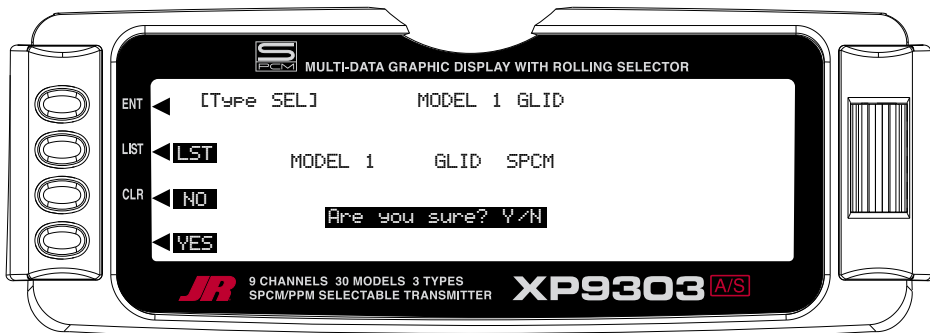 S
PCM
MULTI-DATA GRAPHIC DISPLAY WITH ROLLING SELECTOR
ENT
[Type SEL] MODEL 1 GLID
LIST
LST
MODEL 1 GLID SPCM
CLR
NO
Are you sure? Y/N
YES
JR
9 CHANNELS 30 MODELS 3 TYPES
SPCM/PPM SELECTABLE TRANSMITTER
XP9303 A/S